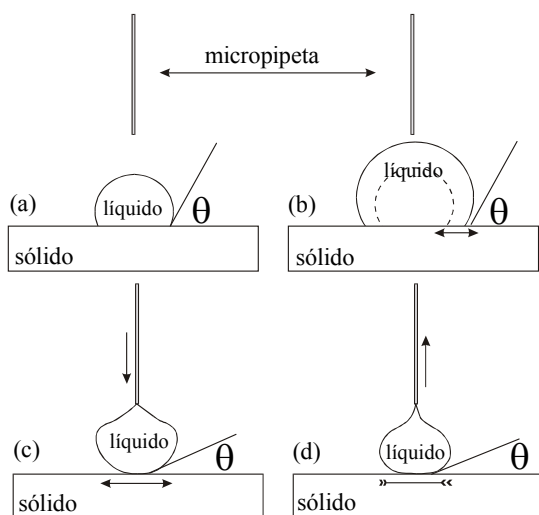 micropipeta
(a)
líquido
θ
sólido
(b)
líquido
θ
sólido
(c)
líquido
θ
sólido
(d)
líquido
θ
sólido